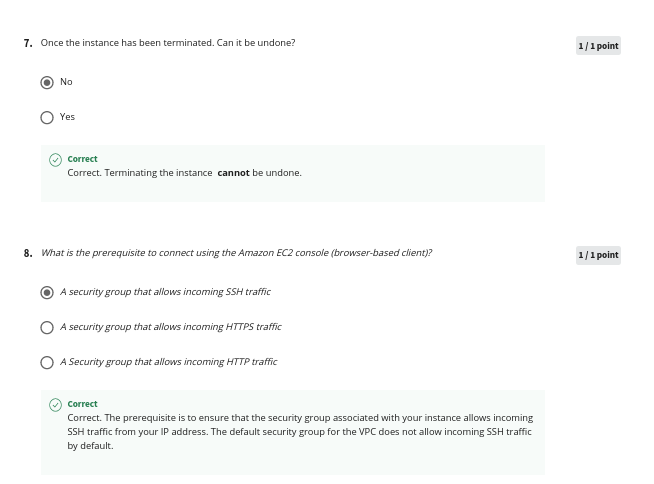 7. Once the instance has been terminated. Can it be undone?
1 / 1 point
No
Yes
Correct
Correct. Terminating the instance cannot be undone.
8. What is the prerequisite to connect using the Amazon EC2 console (browser-based client)?
1 / 1 point
A security group that allows incoming SSH traffic
A security group that allows incoming HTTPS traffic
A Security group that allows incoming HTTP traffic
Correct
Correct. The prerequisite is to ensure that the security group associated with your instance allows incoming
SSH traffic from your IP address. The default security group for the VPC does not allow incoming SSH traffic
by default.